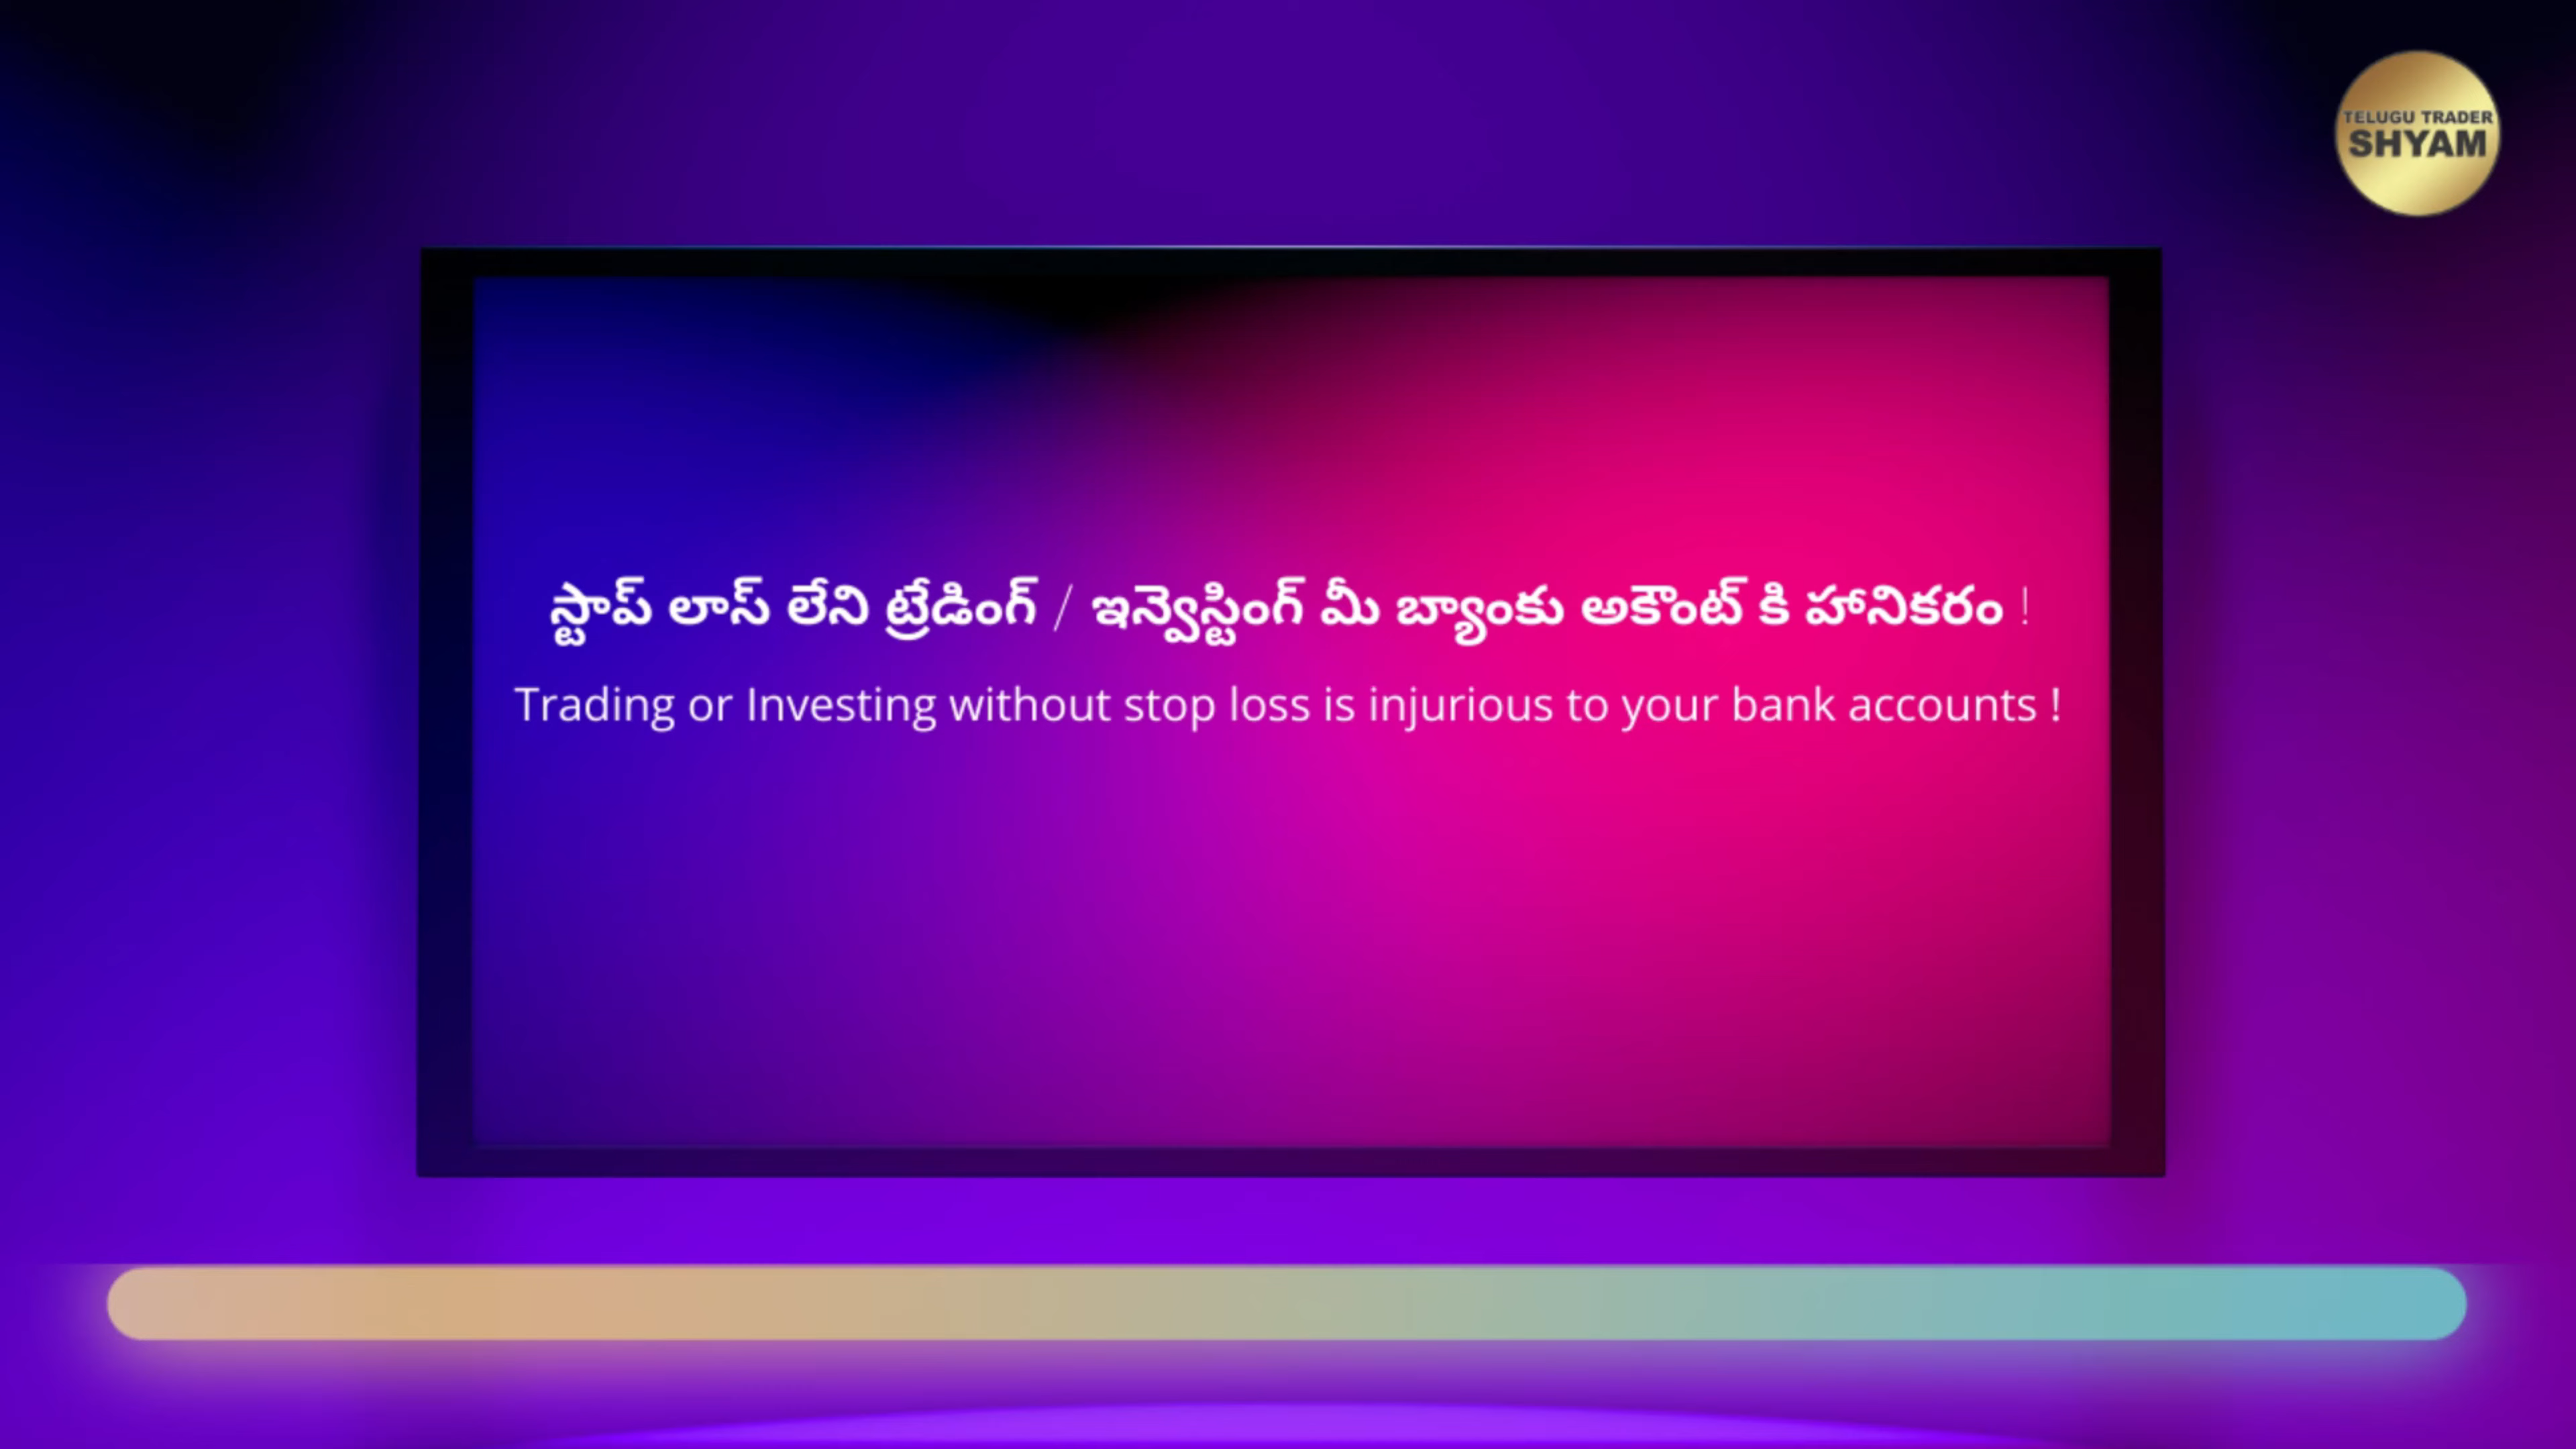 TELUGU TRADER
SHYAM
స్టాప్ లాస్ లేని ట్రేడింగ్ / ఇన్వెస్టింగ్ మీ బ్యాంకు అకౌంట్ కి హానికరం !
Trading or Investing without stop loss is injurious to your bank accounts !